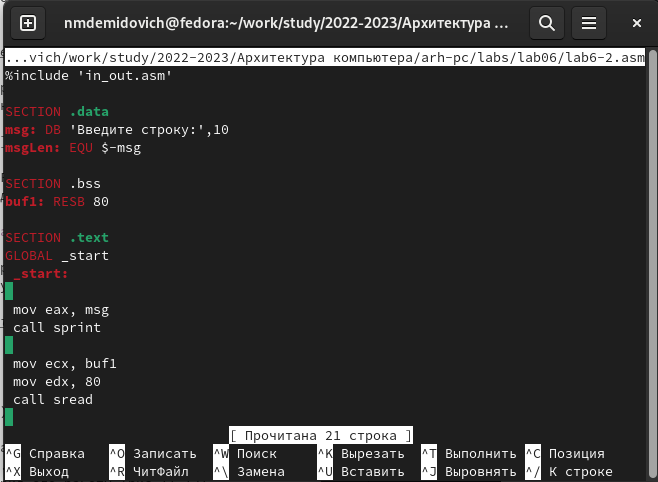 nmdemidovich@fedora:~/work/study/2022-2023/Архитектура ...
...vich/work/study/2022-2023/Архитектура компьютера/arh-pc/labs/lab06/lab6-2.asm
%include 'in_out.asm'
SECTION .data
msg: DB 'Введите строку:',10
msgLen: EQU $-msg
SECTION .bss
buf1: RESB 80
SECTION .text
GLOBAL _start
_start:
mov eax, msg
call sprint
mov ecx, buf1
mov edx, 80
call sread
[ Прочитана 21 строка ]
^G Справка ^O Записать ^W Поиск ^K Вырезать ^T Выполнить ^C Позиция
^X Выход ^R ЧитФайл ^\ Замена ^U Вставить ^J Выровнять ^/ К строке